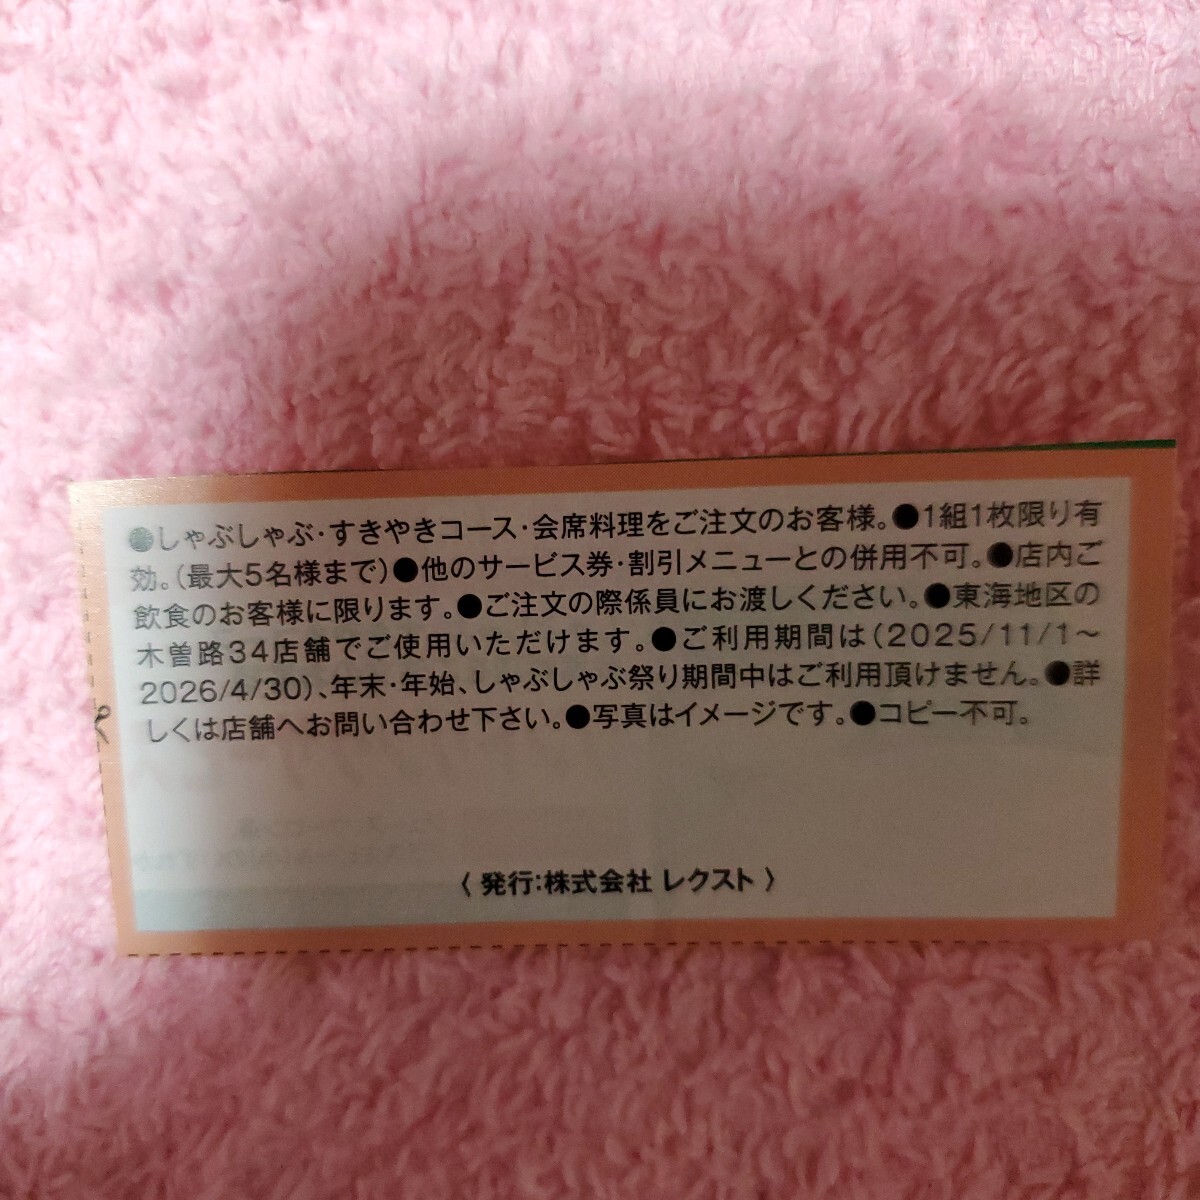 ●しゃぶしゃぶ・すきやきコース・会席料理をご注文のお客様。●1組1枚限り有
効。(最大5名様まで)●他のサービス券・割引メニューとの併用不可。●店内ご
飲食のお客様に限ります。●ご注文の際係員にお渡しください。●東海地区の
木曽路34店舗でご使用いただけます。●ご利用期間は(2025/11/1～
2026/4/30)、年末・年始、しゃぶしゃぶ祭り期間中はご利用頂けません。●詳
しくは店舗へお問い合わせ下さい。●写真はイメージです。●コピー不可。
〈 発行:株式会社 レクスト 〉